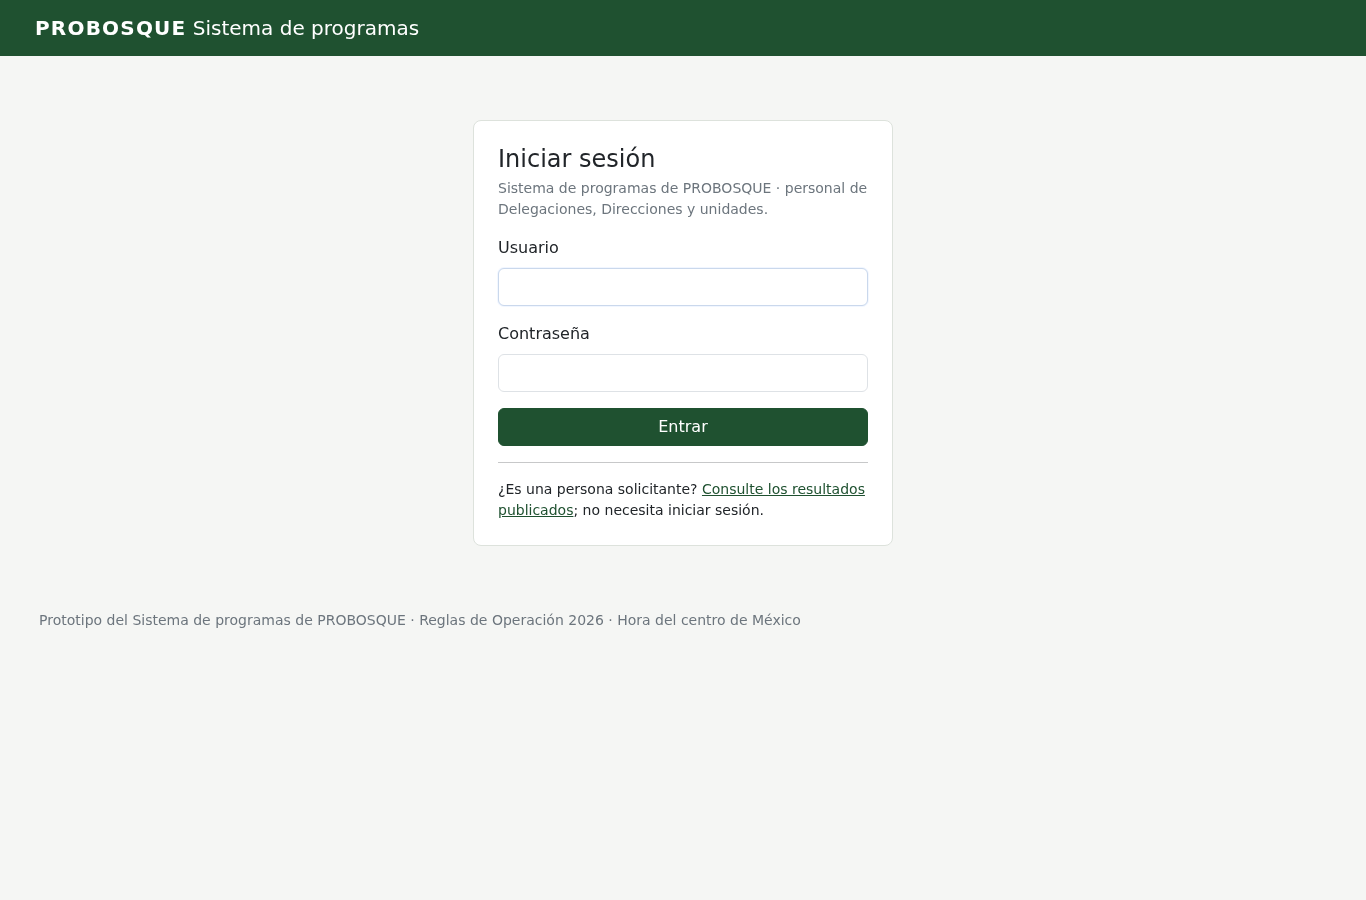 PROBOSQUE Sistema de programas
Iniciar sesión
Sistema de programas de PROBOSQUE · personal de
Delegaciones, Direcciones y unidades.
Usuario
Contraseña
Entrar
¿Es una persona solicitante? Consulte los resultados
publicados; no necesita iniciar sesión.
Prototipo del Sistema de programas de PROBOSQUE · Reglas de Operación 2026 · Hora del centro de México